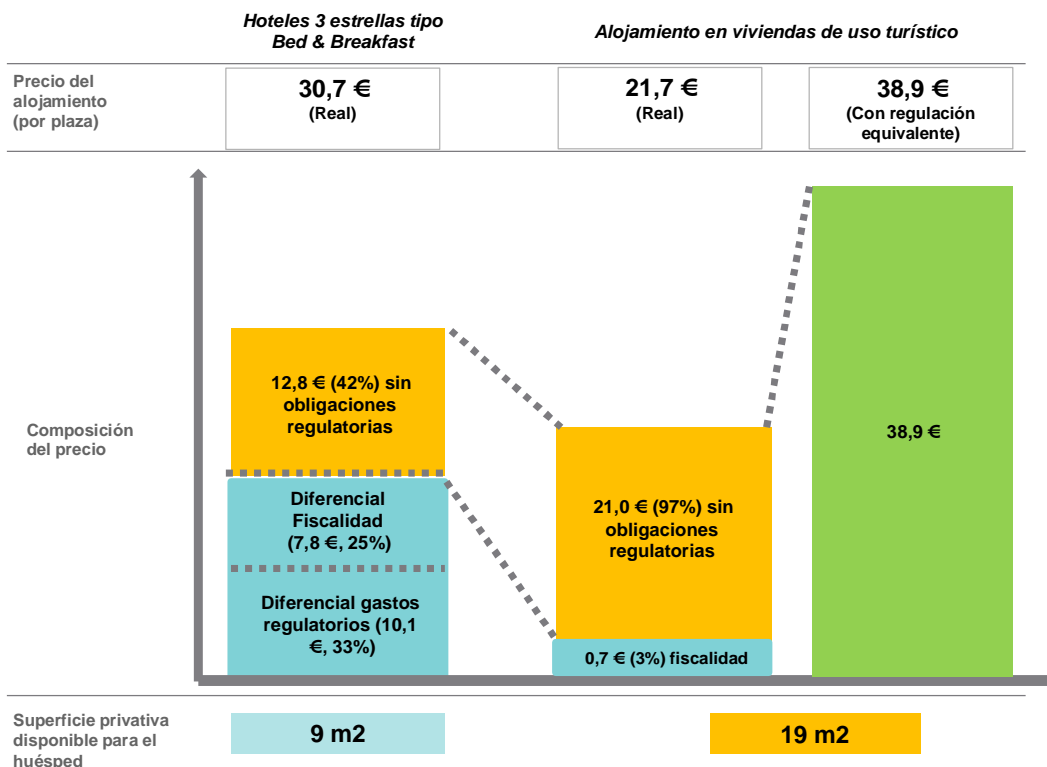 Hoteles 3 estrellas tipo
Bed & Breakfast
Alojamiento en viviendas de uso turístico
Precio del
alojamiento
(por plaza)
30,7 €
(Real)
21,7 €
(Real)
38,9 €
(Con regulación
equivalente)
Composición
del precio
12,8 € (42%) sin
obligaciones
regulatorias
Diferencial
Fiscalidad
(7,8 €, 25%)
Diferencial gastos
regulatorios (10,1
€, 33%)
21,0 € (97%) sin
obligaciones
regulatorias
0,7 € (3%) fiscalidad
38,9 €
Superficie privativa
disponible para el
huésped
9 m2
19 m2